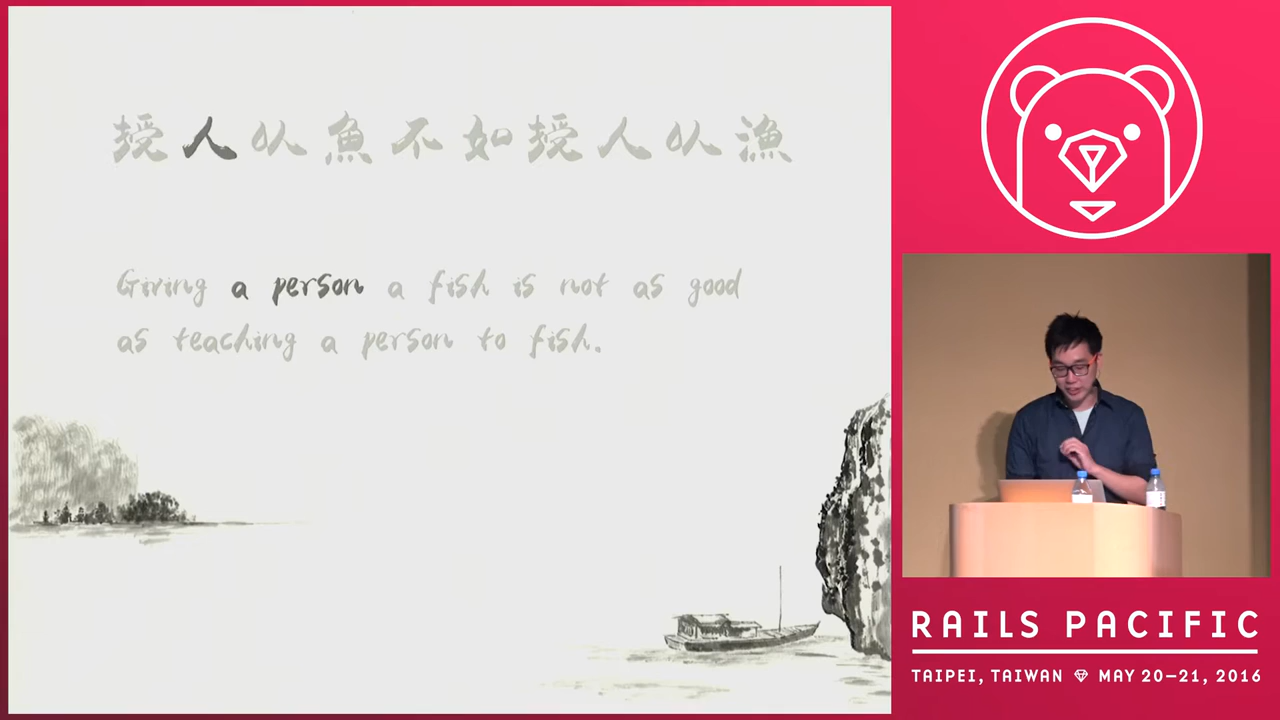 授人以魚不如授人以漁
Giving a person a fish is not as good
as teaching a person to fish.
RAILS PACIFIC
TAIPEI, TAIWAN MAY 20–21, 2016